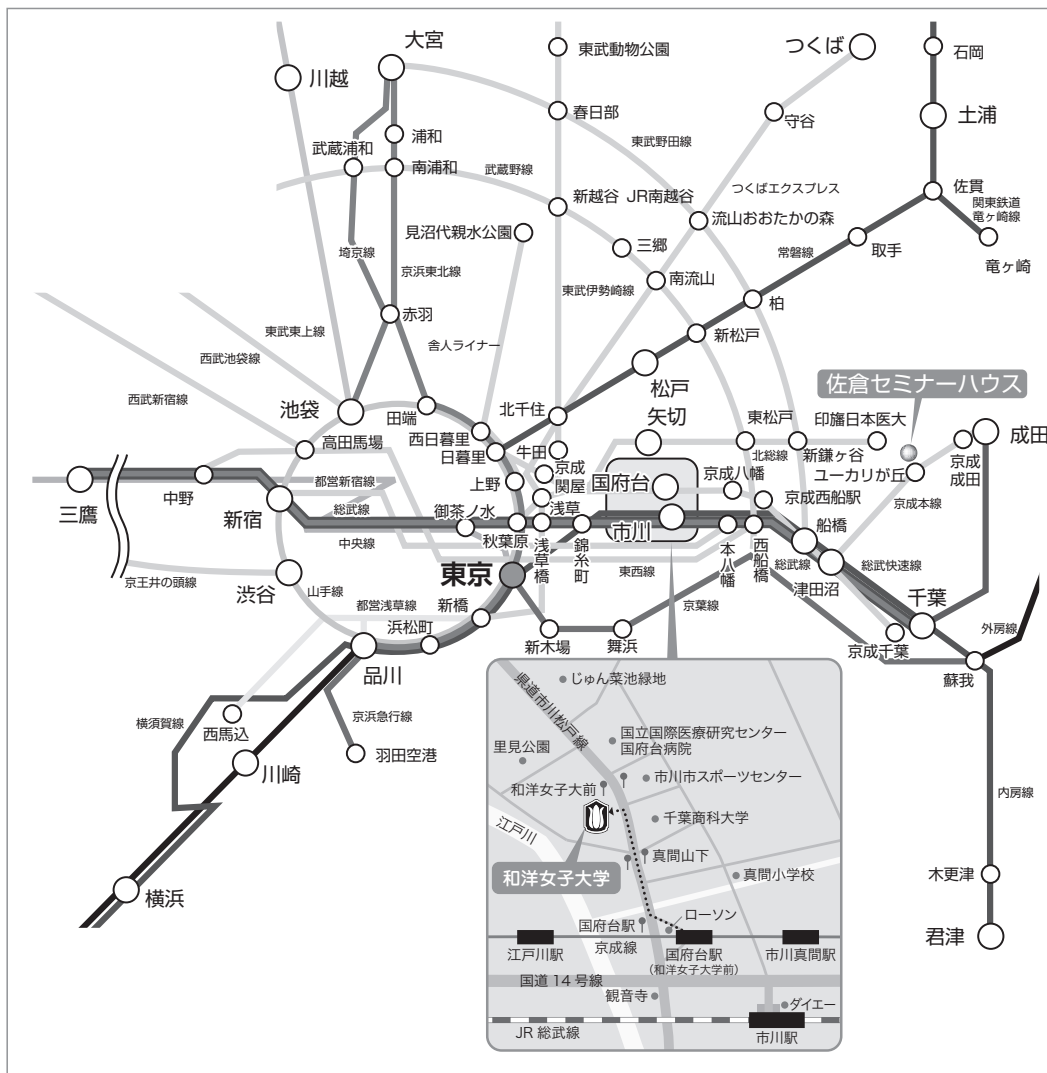 大宮
川越
東武動物公園
つくば
石岡
春日部
守谷
土浦
浦和
東武野田線
武蔵浦和
南浦和
武蔵野線
つくばエクスプレス
佐貫
関東鉄道
竜ヶ崎線
新越谷 JR南越谷
流山おおたかの森
見沼代親水公園
三郷
常磐線
取手
竜ヶ崎
埼京線
京浜東北線
東武伊勢崎線
南流山
柏
赤羽
東武東上線
舎人ライナー
新松戸
西武池袋線
松戸
佐倉セミナーハウス
西武新宿線
池袋
田端
北千住
矢切
東松戸
印旛日本医大
成田
高田馬場
西日暮里
日暮里
牛田
北総線
新鎌ヶ谷
ユーカリが丘
京成
成田
京成
関屋
京成八幡
都営新宿線
上野
国府台
京成西船駅
京成本線
三鷹
中野
新宿
総武線
御茶ノ水
浅草
市川
船橋
中央線
秋葉原
浅草橋
錦糸町
本八幡
西船橋
総武線
総武快速線
京王井の頭線
渋谷
山手線
東京
東西線
津田沼
千葉
都営浅草線
新橋
京葉線
浜松町
新木場
舞浜
京成千葉
外房線
品川
蘇我
横須賀線
西馬込
京浜急行線
羽田空港
川崎
内房線
横浜
木更津
君津
じゅん菜池緑地
県道市川松戸線
国立国際医療研究センター
国府台病院
里見公園
市川市スポーツセンター
和洋女子大前
江戸川
千葉商科大学
真間山下
和洋女子大学
真間小学校
国府台駅
ローソン
京成線
江戸川駅
国府台駅
(和洋女子大学前)
市川真間駅
国道14号線
観音寺
ダイエー
JR総武線
市川駅